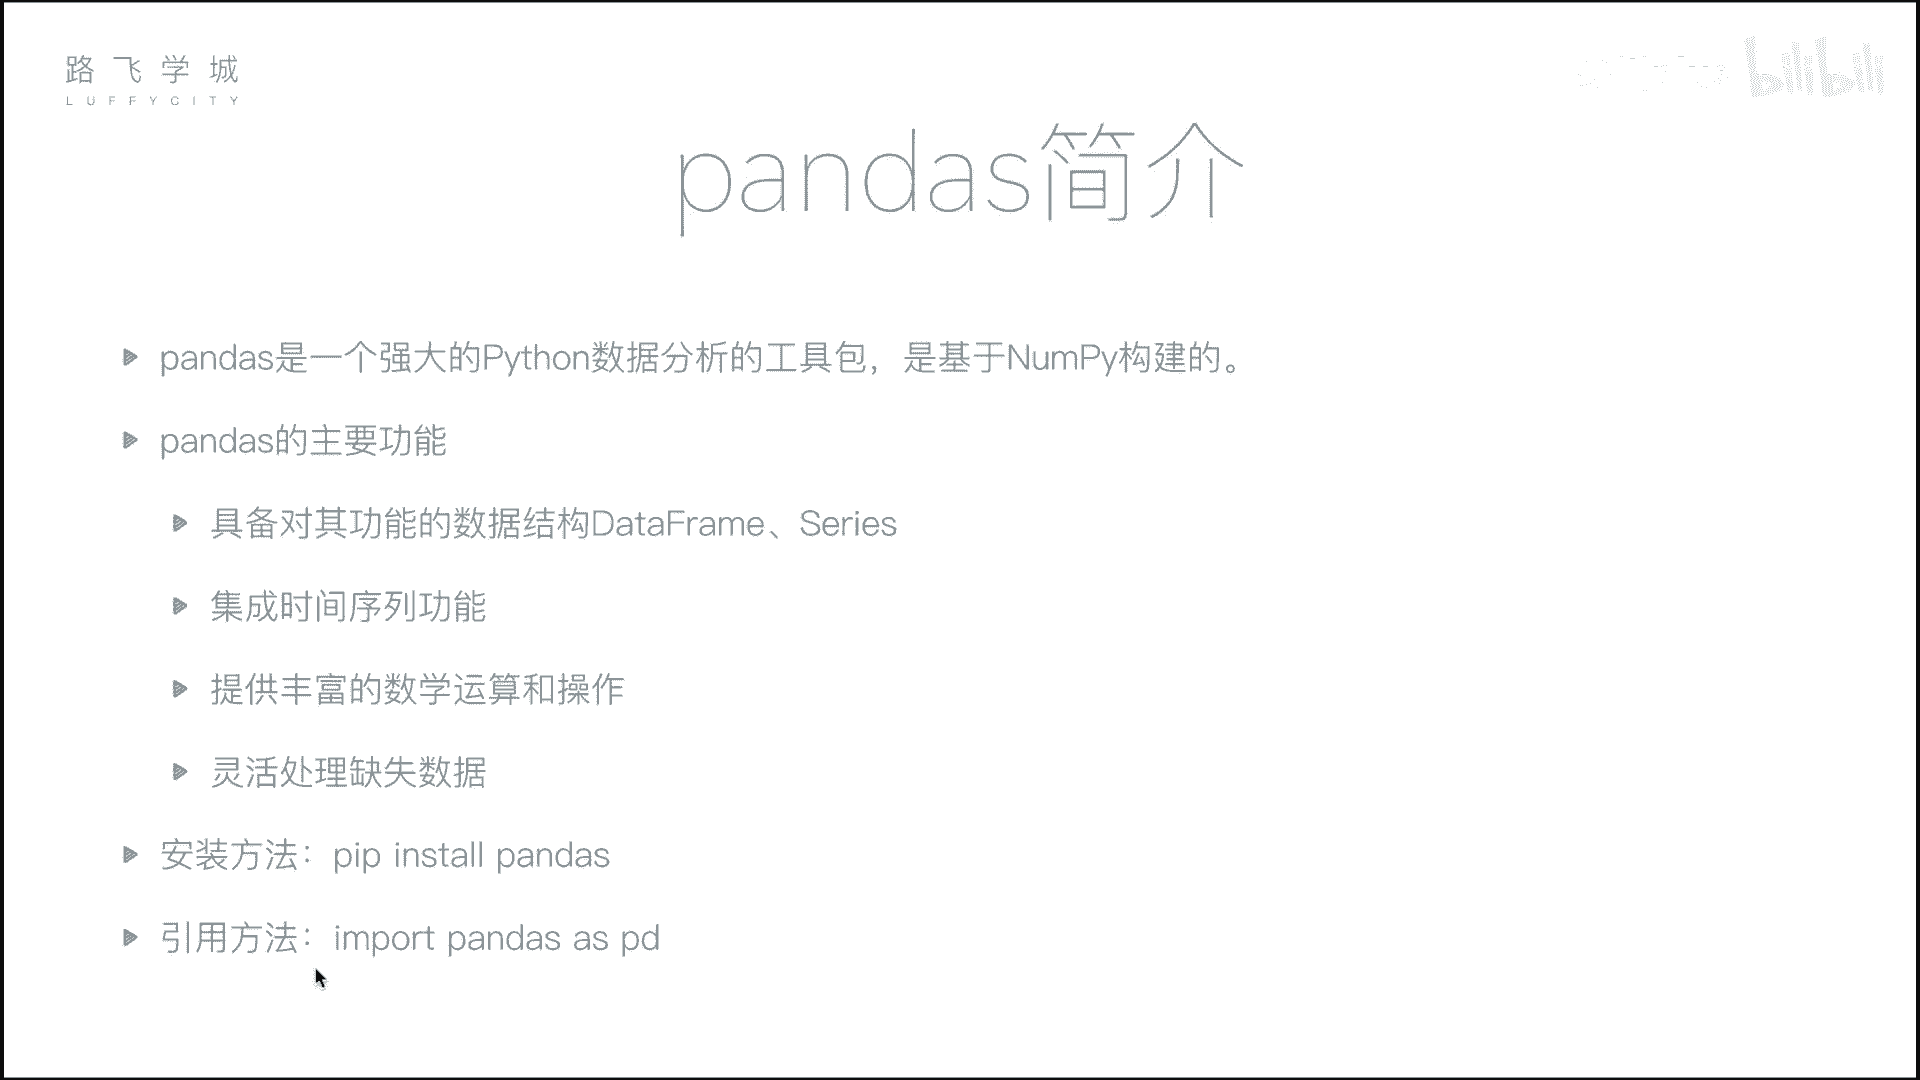 路飞学城
LUFFYCITY
bilibili
pandas简介
pandas是一个强大的Python数据分析的工具包，是基于NumPy构建的。
pandas的主要功能
具备对其功能的数据结构DataFrame、Series
集成时间序列功能
提供丰富的数学运算和操作
灵活处理缺失数据
安装方法：pip install pandas
引用方法：import pandas as pd